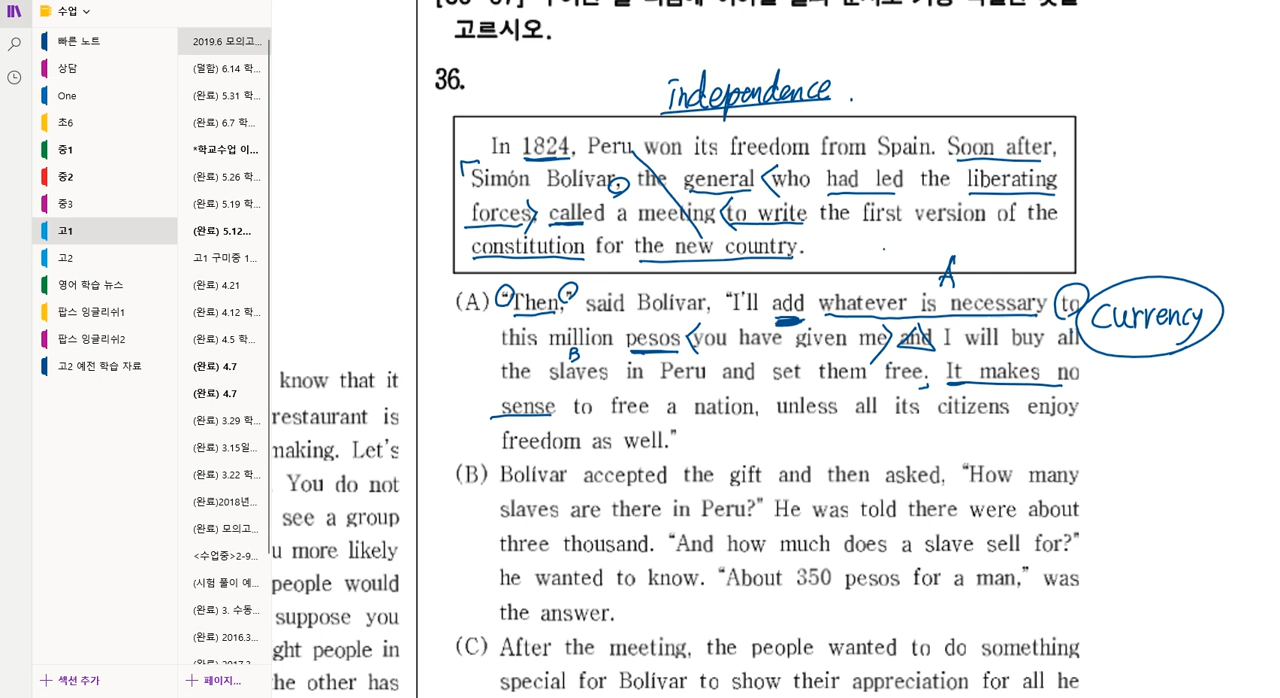 수업
빠른 노트
상담
One
초6
중1
중2
중3
고1
고2
영어 학습 뉴스
팝스 잉글리쉬1
팝스 잉글리쉬2
고2 예전 학습 자료
섹션 추가
2019.6 모의고...
(덜함) 6.14 학...
(완료) 5.31 학...
(완료) 6.7 학...
*학교수업 이...
(완료) 5.26 학...
(완료) 5.19 학...
(완료) 5.12...
고1 구미중 1...
(완료) 4.21
(완료) 4.12 학...
(완료) 4.5 학...
(완료) 4.7
(완료) 4.7
(완료) 3.29 학...
(완료) 3.15일...
(완료) 3.22 학...
(완료)2018년...
(완료) 모의고...
<수업중>2-9...
(시험 풀이 예...
(완료) 3. 수동...
(완료) 2016.3...
페이지...
know that it
restaurant is
making. Let's
You do not
see a group
u more likely
people would
suppose you
ght people in
he other has
고르시오.
36.
independence.
In 1824, Peru won its freedom from Spain. Soon after,
Simón Bolívar, the general who had led the liberating
forces, called a meeting to write the first version of the
constitution for the new country.
A
(A) “Then,” said Bolívar, “I'll add whatever is necessary to
currency
this million pesos you have given me and I will buy all
B
the slaves in Peru and set them free. It makes no
sense to free a nation, unless all its citizens enjoy
freedom as well.”
(B) Bolívar accepted the gift and then asked, “How many
slaves are there in Peru?” He was told there were about
three thousand. “And how much does a slave sell for?”
he wanted to know. “About 350 pesos for a man,” was
the answer.
(C) After the meeting, the people wanted to do something
special for Bolívar to show their appreciation for all he